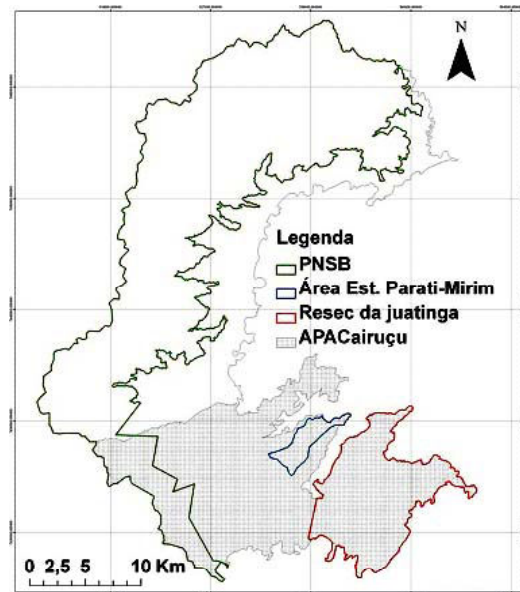 N
Legenda
PNSB
Área Est. Parati-Mirim
Resec da juatinga
APACairuçu
0 2,5 5 10 Km